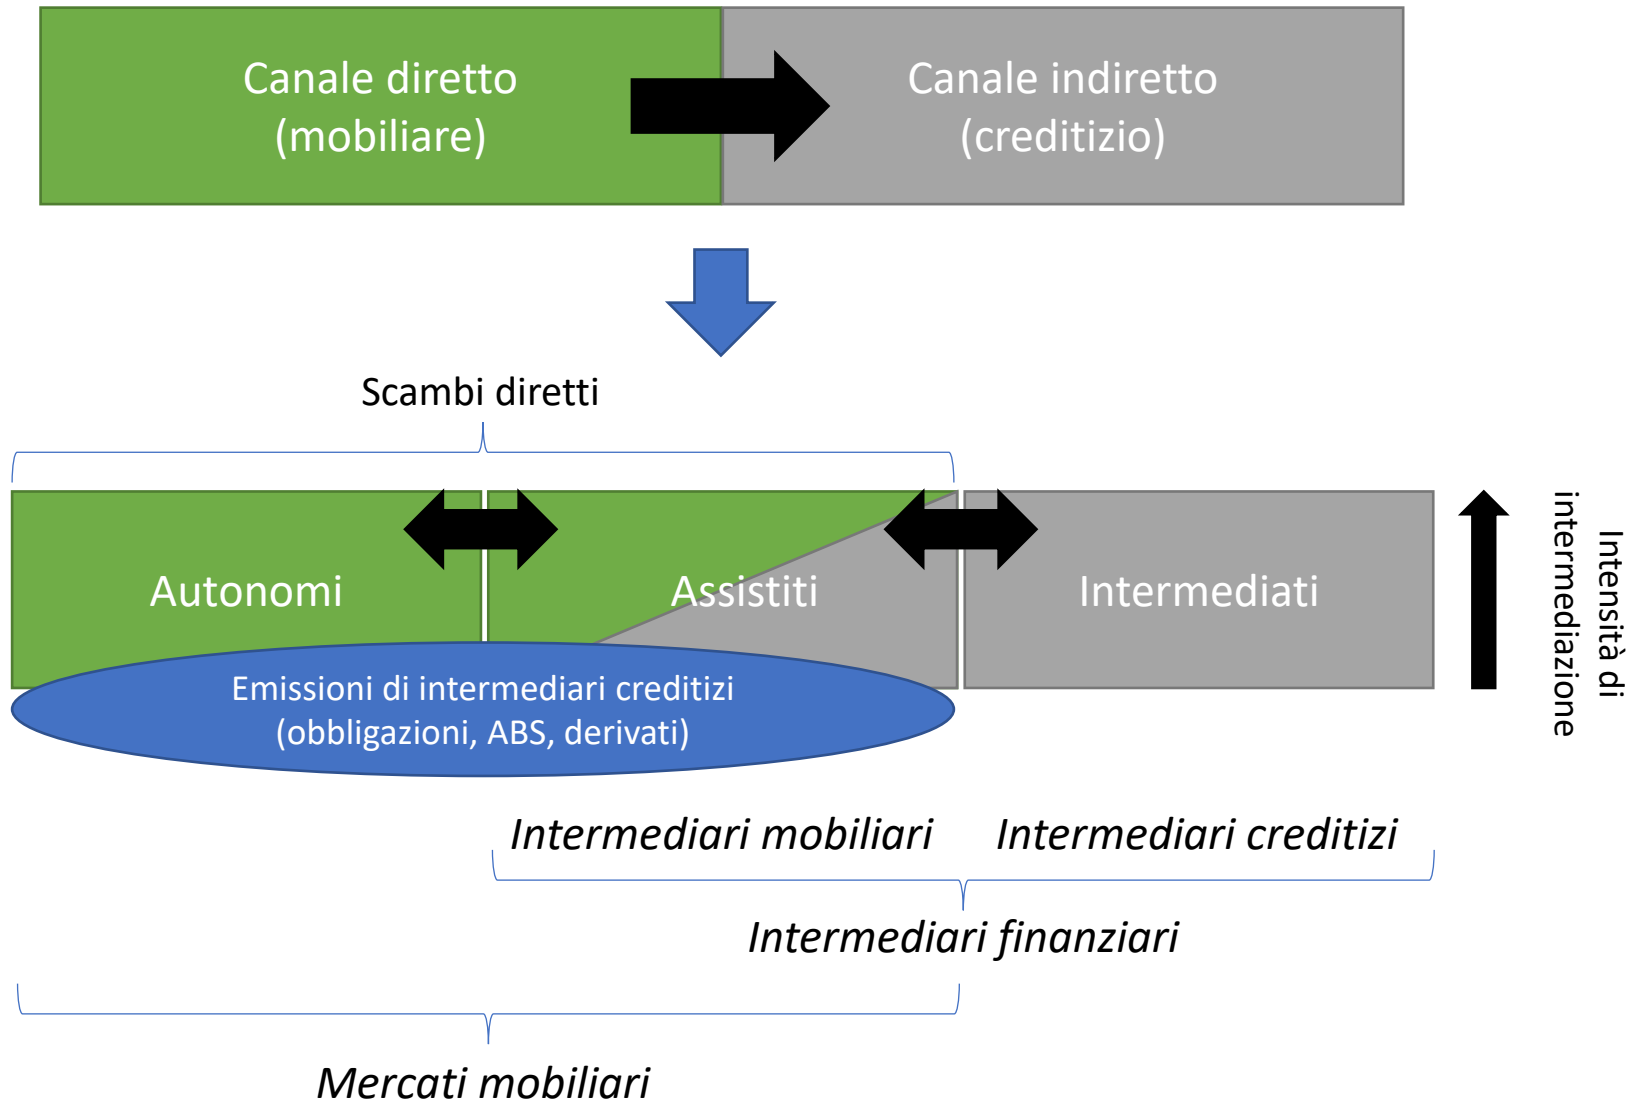 Canale diretto
(mobiliare)
Canale indiretto
(creditizio)
Scambi diretti
Autonomi
Assistiti
Intermediati
Intensità di
intermediazione
Emissioni di intermediari creditizi
(obbligazioni, ABS, derivati)
Intermediari mobiliari
Intermediari creditizi
Intermediari finanziari
Mercati mobiliari